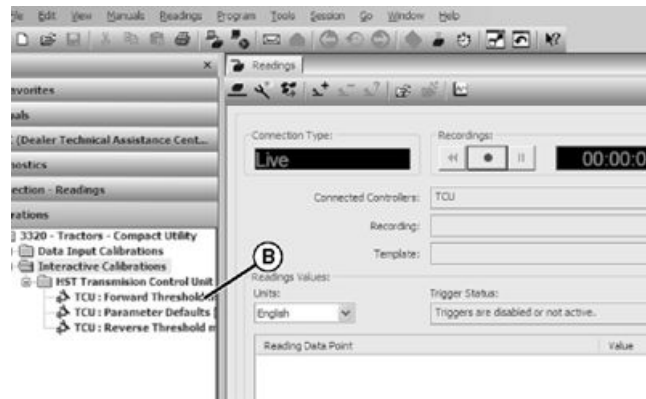 Edit View Manuals Readings Program Tools Session Go Window Help
Readings
avorites
als
(Dealer Technical Assistance Cent...
nostics
ection - Readings
rations
3320 - Tractors - Compact Utility
Data Input Calibrations
Interactive Calibrations
HST Transmision Control Unit
TCU : Forward Threshold
TCU : Parameter Defaults
TCU : Reverse Threshold m
B
Connection Type:
Live
Recordings:
00:00:0
Connected Controllers:
TCU
Recording:
Template:
Readings Values:
Units:
English
Trigger Status:
Triggers are disabled or not active.
Reading Data Point
Value